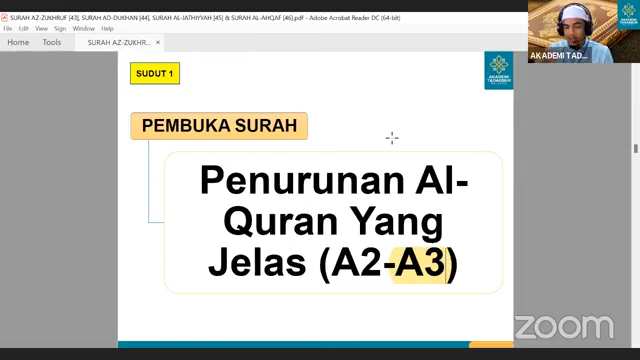 SURAH AZ-ZUKHRUF [43], SURAH AD-DUKHAN [44], SURAH AL-JATHIYYAH [45] & SURAH AL-AHQAF [46].pdf - Adobe Acrobat Reader DC (64-bit)
File Edit View Sign Window Help
Home Tools SURAH AZ-ZUKHR... ×
AKADEMI TAD...
SUDUT 1
AKADEMI
TADABBUR
PEMBUKA SURAH
Penurunan Al-
Quran Yang
Jelas (A2-A3)
zoom